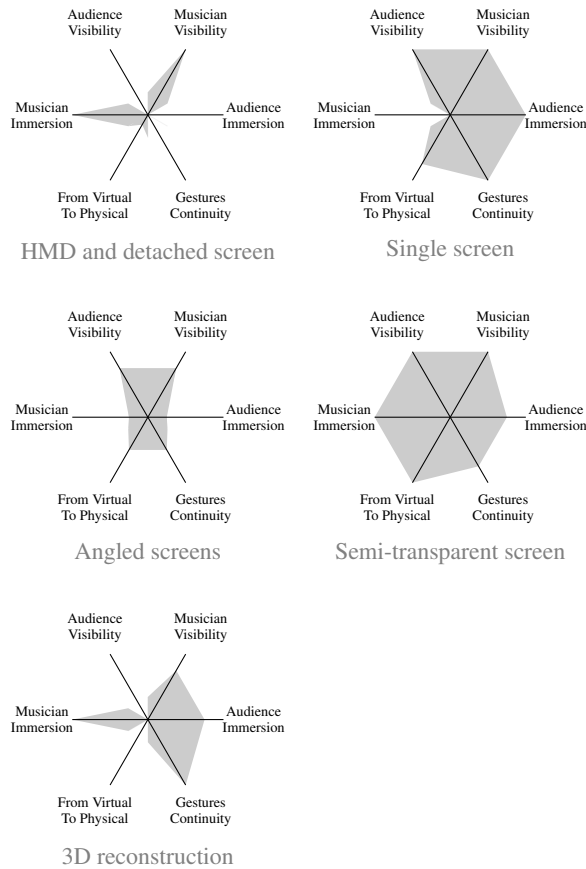 Audience
Visibility
Musician
Visibility
Musician
Immersion
Audience
Immersion
From Virtual
To Physical
Gestures
Continuity
HMD and detached screen
Audience
Visibility
Musician
Visibility
Musician
Immersion
Audience
Immersion
From Virtual
To Physical
Gestures
Continuity
Single screen
Audience
Visibility
Musician
Visibility
Musician
Immersion
Audience
Immersion
From Virtual
To Physical
Gestures
Continuity
Angled screens
Audience
Visibility
Musician
Visibility
Musician
Immersion
Audience
Immersion
From Virtual
To Physical
Gestures
Continuity
Semi-transparent screen
Audience
Visibility
Musician
Visibility
Musician
Immersion
Audience
Immersion
From Virtual
To Physical
Gestures
Continuity
3D reconstruction